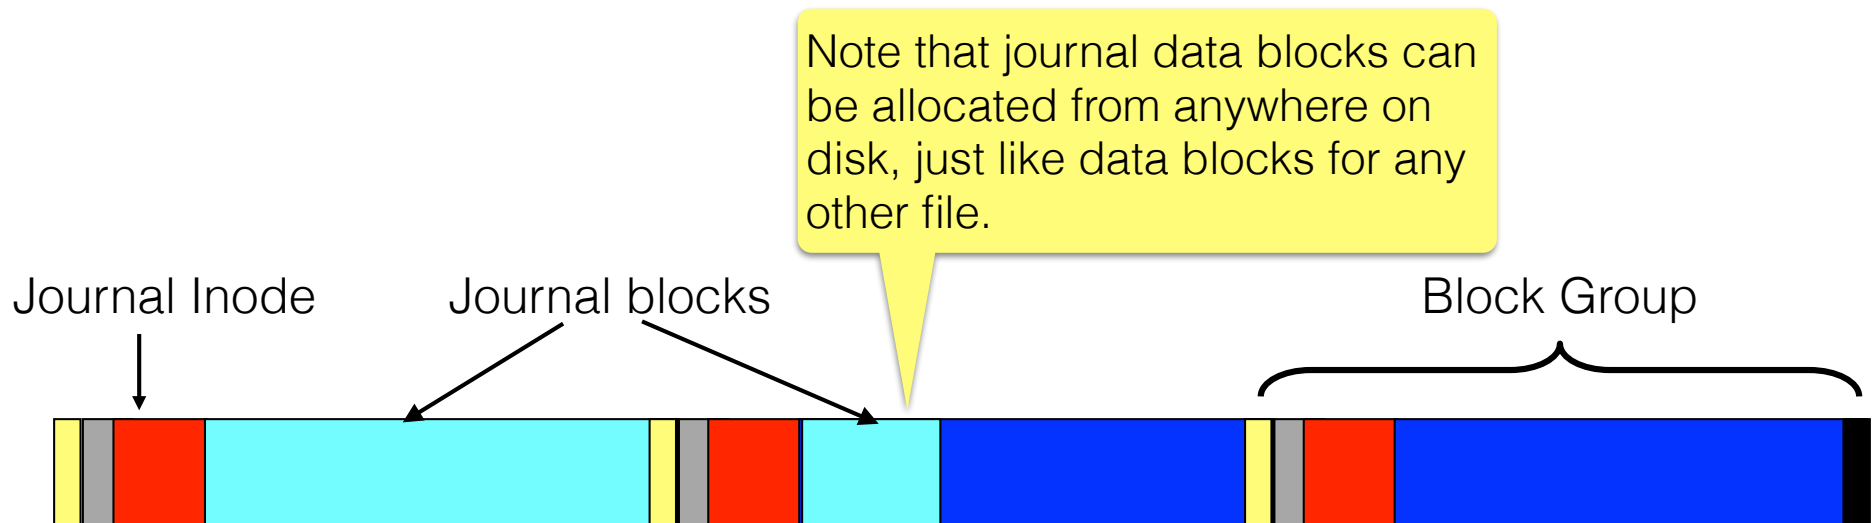 Note that journal data blocks can
be allocated from anywhere on
disk, just like data blocks for any
other file.
Journal Inode
Journal blocks
Block Group